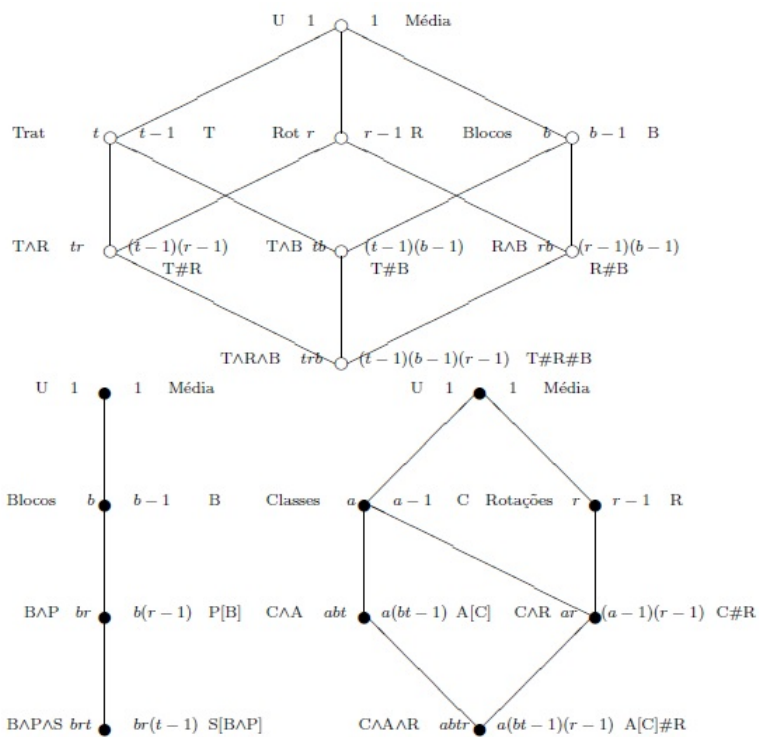 U 1 1 Média
Trat t t − 1 T Rot r r − 1 R Blocos b b − 1 B
T∧R tr (t−1)(r−1) T∧B tb (t−1)(b−1) R∧B rb (r−1)(b−1)
T#R T#B R#B
T∧R∧B trb (t−1)(b−1)(r−1) T#R#B
U 1 1 Média U 1 1 Média
Blocos b b − 1 B Classes a a − 1 C Rotações r r − 1 R
B∧P br b(r−1) P[B] C∧A abt a(bt−1) A[C] C∧R ar (a−1)(r−1) C#R
B∧P∧S brt br(t−1) S[B∧P] C∧A∧R abtr a(bt−1)(r−1) A[C]#R